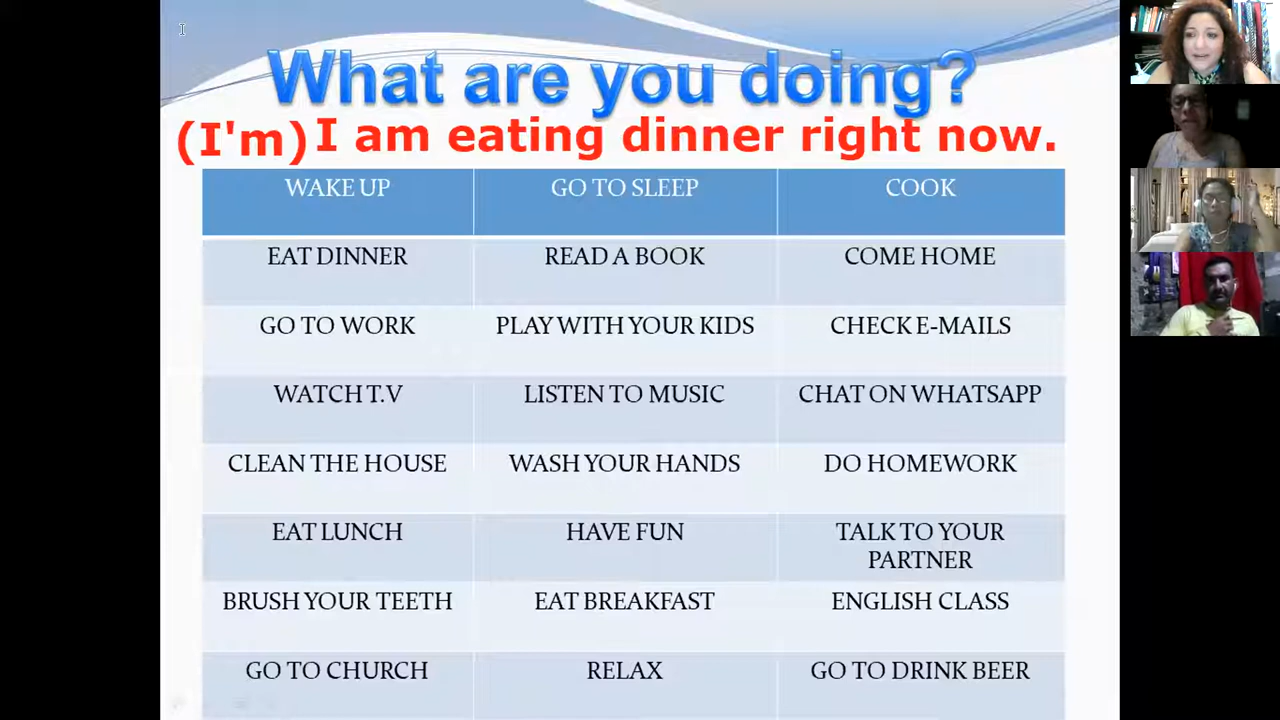 What are you doing?
(I'm) I am eating dinner right now.
WAKE UP GO TO SLEEP COOK
EAT DINNER READ A BOOK COME HOME
GO TO WORK PLAY WITH YOUR KIDS CHECK E-MAILS
WATCH T.V LISTEN TO MUSIC CHAT ON WHATSAPP
CLEAN THE HOUSE WASH YOUR HANDS DO HOMEWORK
EAT LUNCH HAVE FUN TALK TO YOUR
PARTNER
BRUSH YOUR TEETH EAT BREAKFAST ENGLISH CLASS
GO TO CHURCH RELAX GO TO DRINK BEER